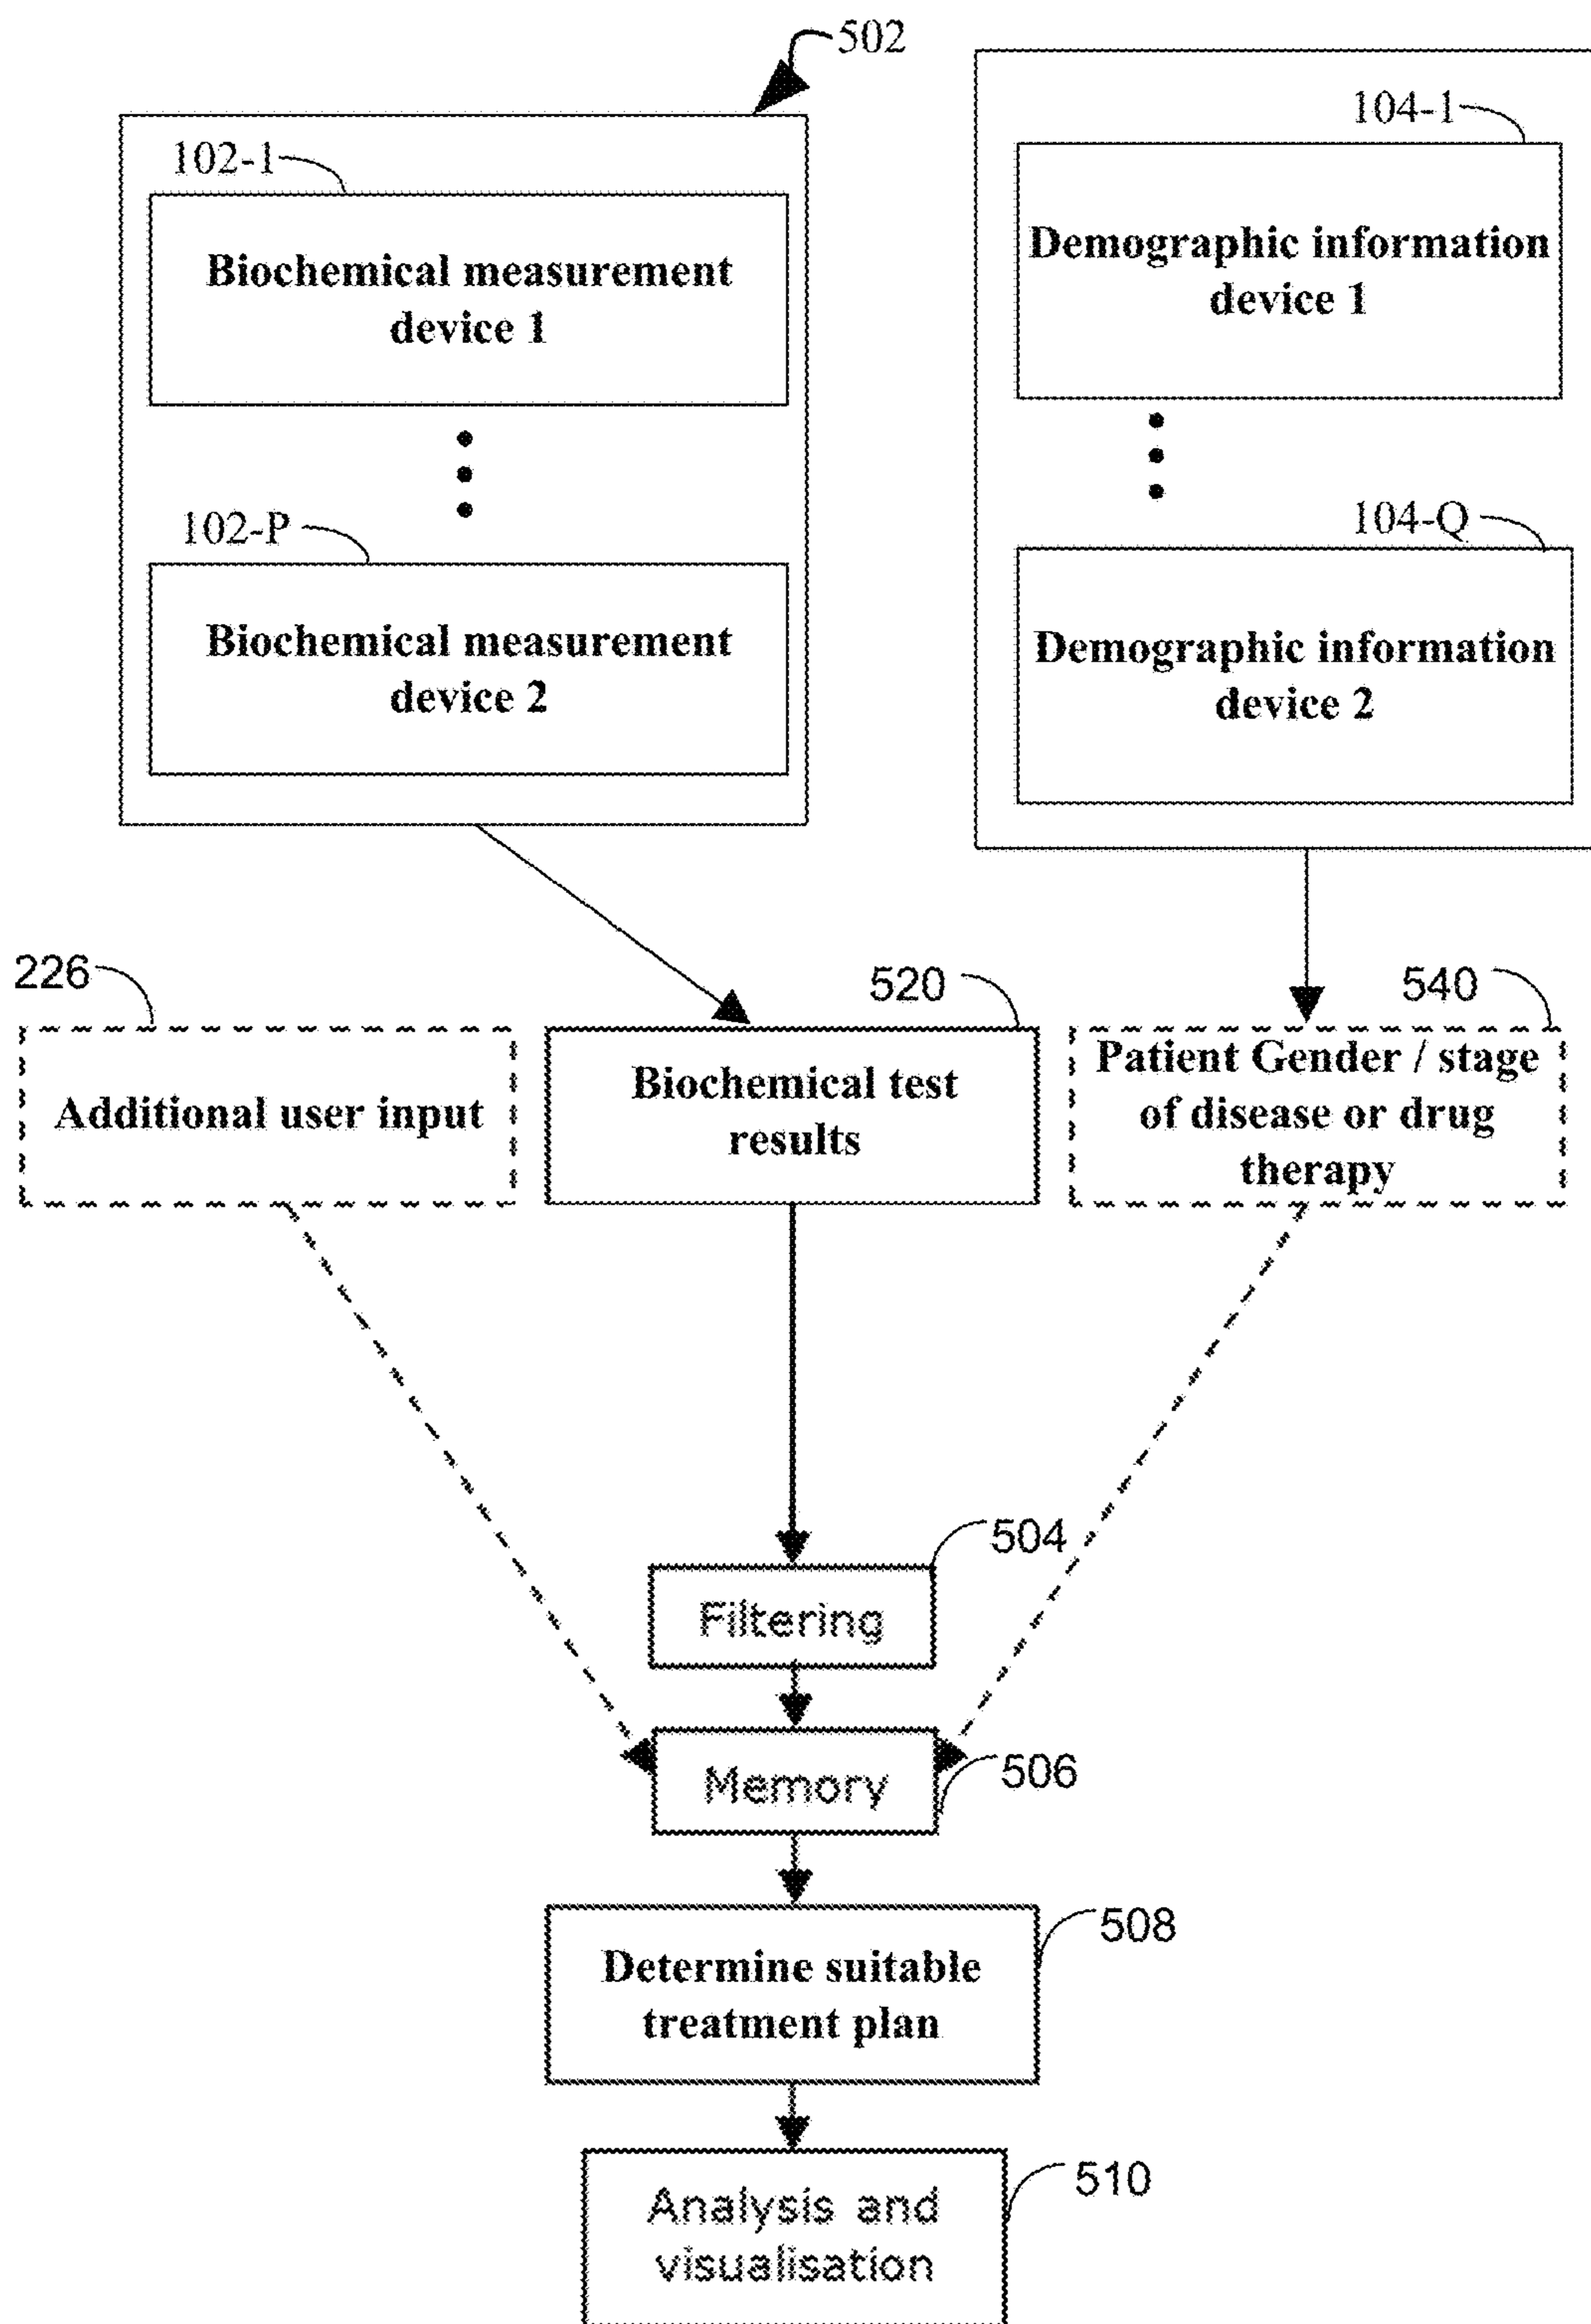 502
102-1
Biochemical measurement
device 1
102-P
Biochemical measurement
device 2
104-1
Demographic information
device 1
104-Q
Demographic information
device 2
226
Additional user input
520
Biochemical test
results
540
Patient Gender / stage
of disease or drug
therapy
504
Filtering
Memory
506
Determine suitable
treatment plan
508
Analysis and
visualisation
510